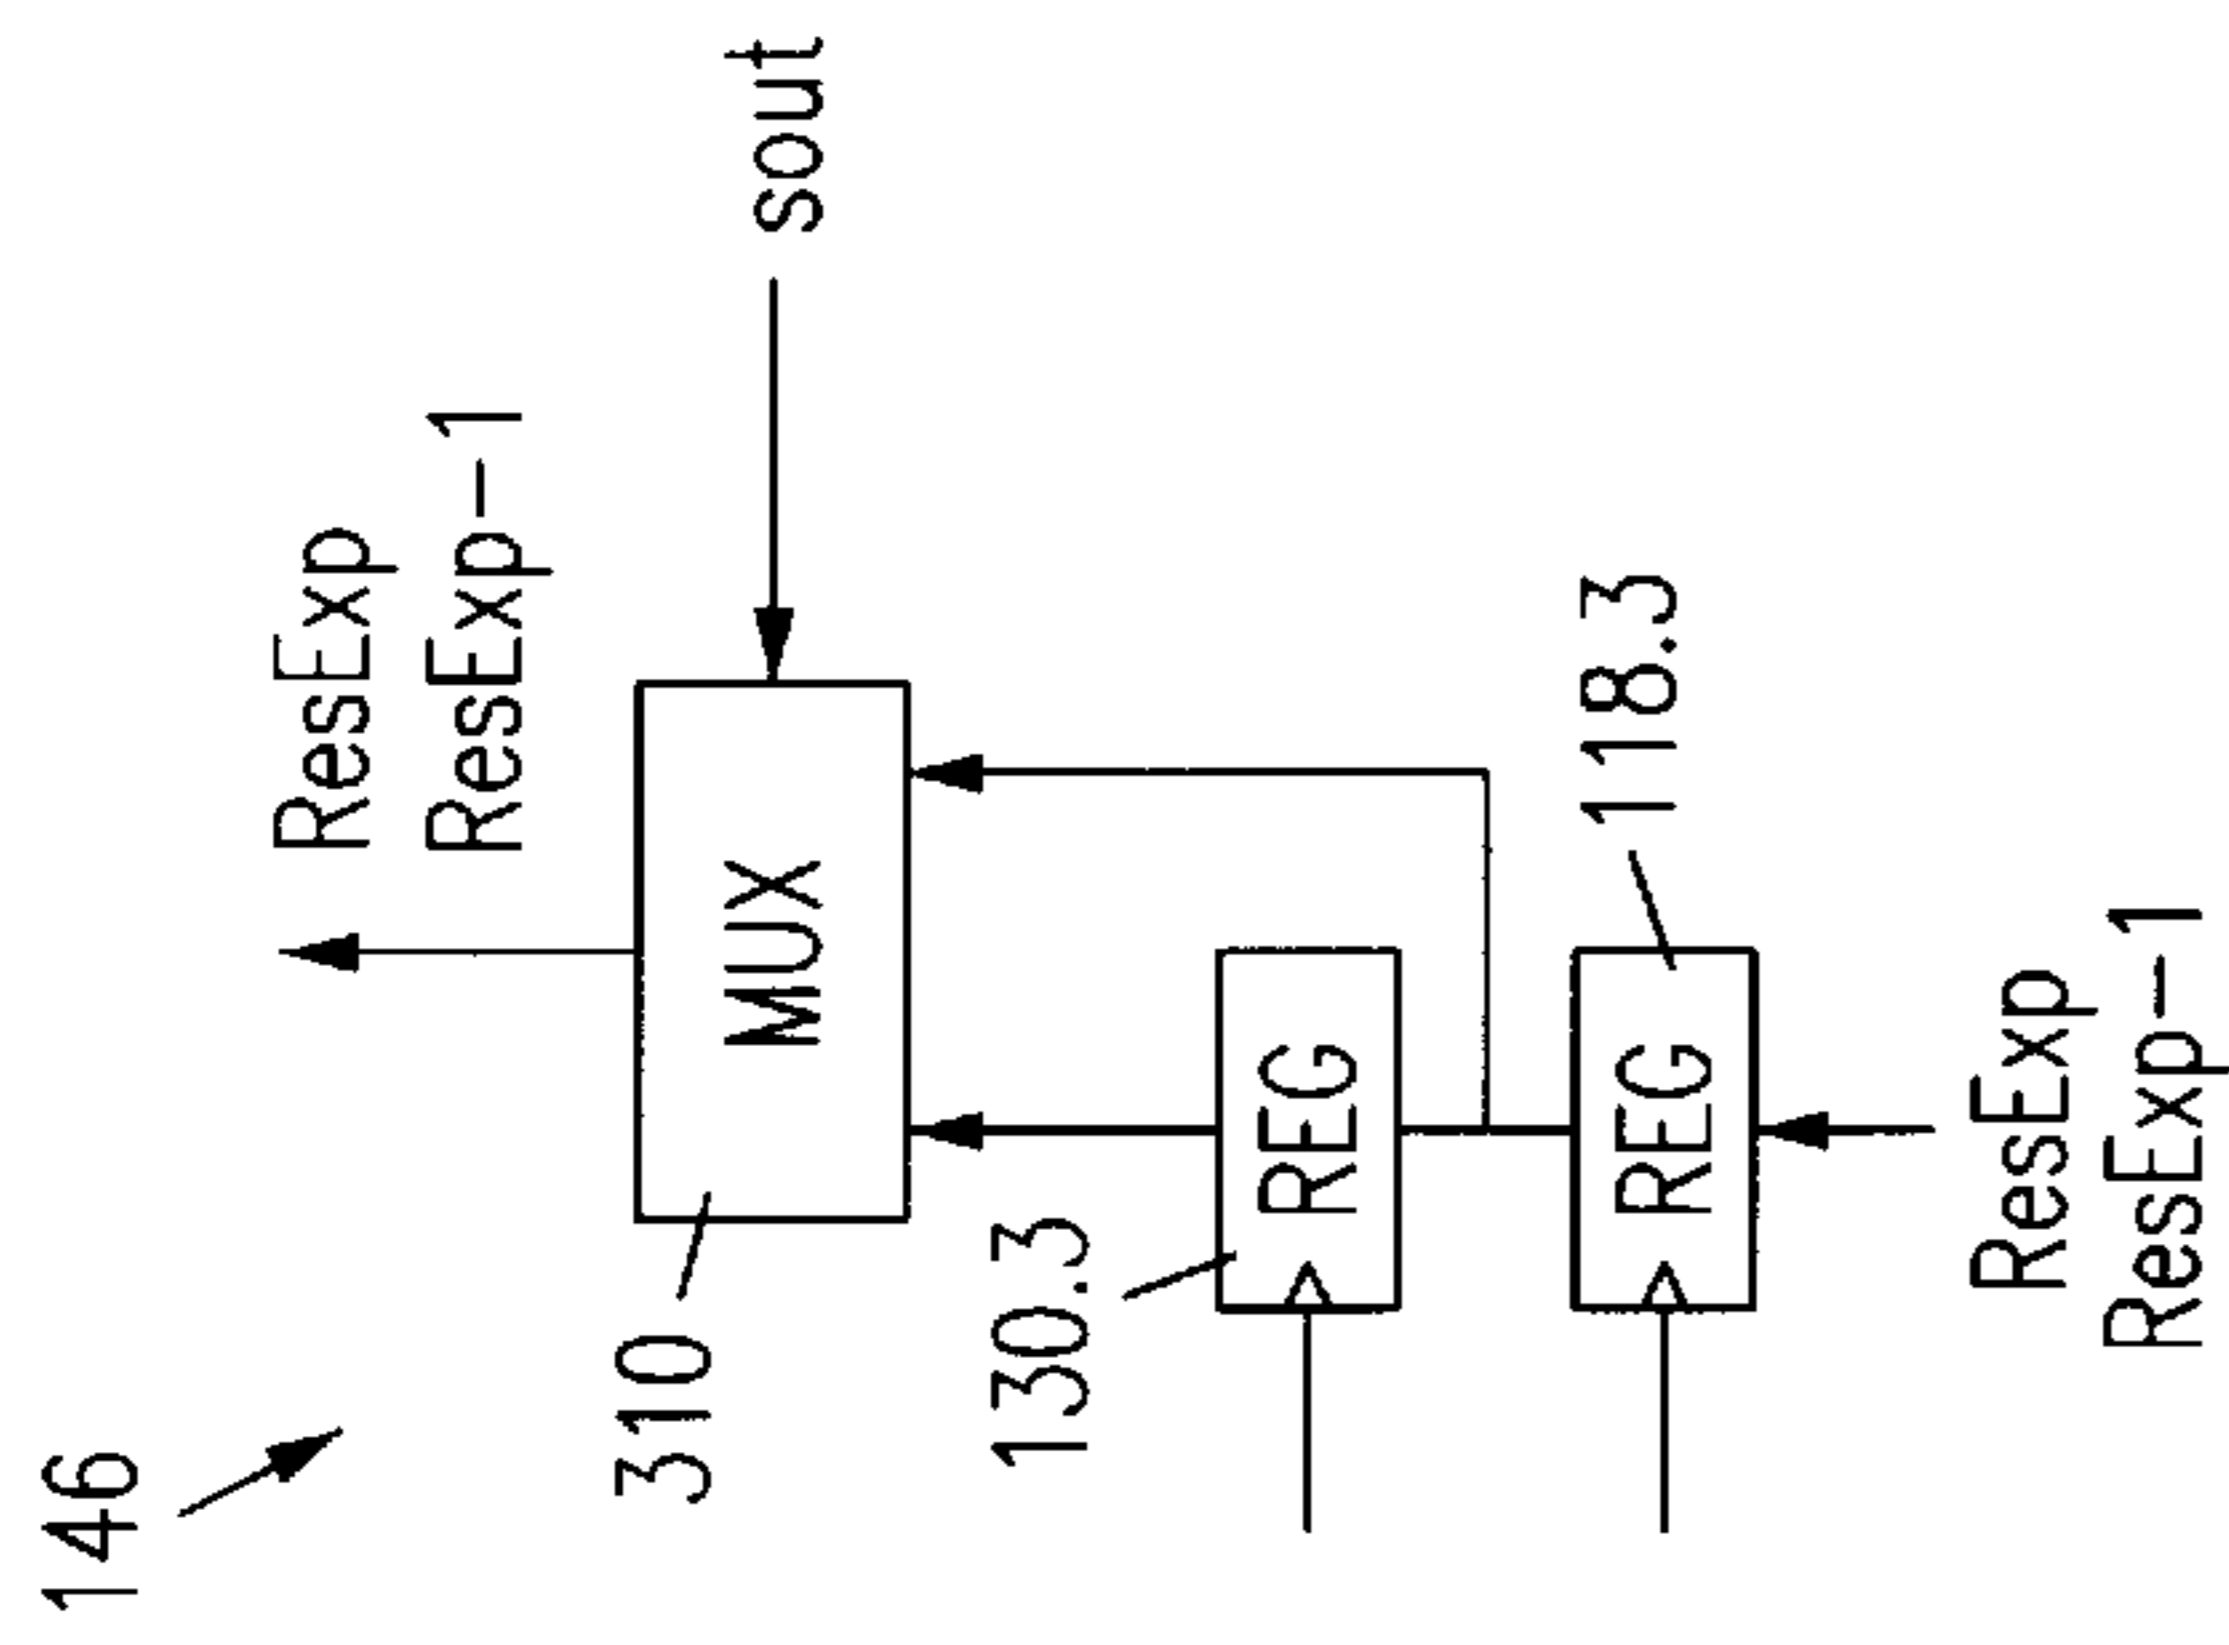 146
ResExp
ResExp-1
310
MUX
sout
130.3
REG
118.3
REG
ResExp
ResExp-1